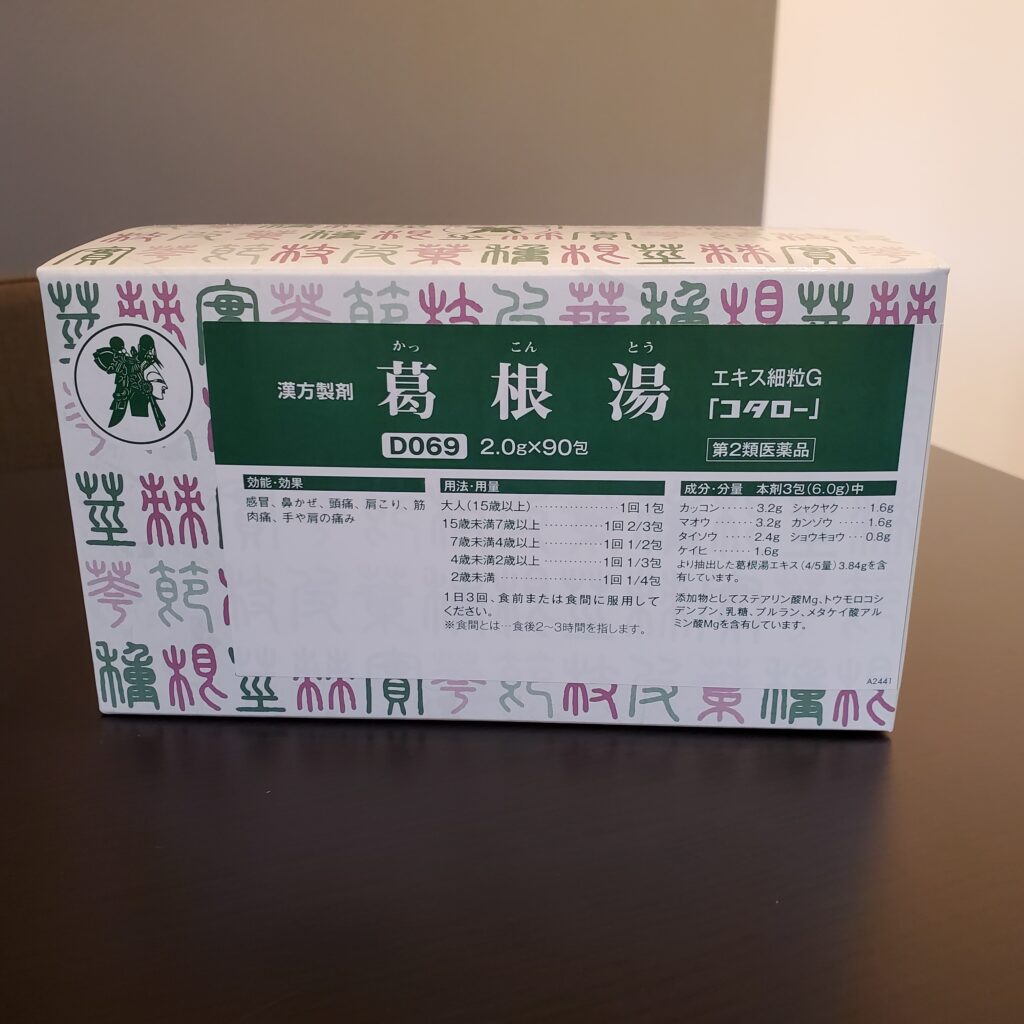 かっ こん とう
漢方製剤 葛根湯 エキス細粒G
「コタロー」
D069 2.0g×90包 第2類医薬品
効能・効果
感冒、鼻かぜ、頭痛、肩こり、筋
肉痛、手や肩の痛み
用法・用量
大人(15歳以上)‥‥‥‥‥‥1回 1包
15歳未満7歳以上‥‥‥‥‥1回 2/3包
7歳未満4歳以上‥‥‥‥‥1回 1/2包
4歳未満2歳以上‥‥‥‥‥1回 1/3包
2歳未満‥‥‥‥‥‥‥‥1回 1/4包
1日3回、食前または食間に服用して
ください。
※食間とは…食後2〜3時間を指します。
成分・分量 本剤3包(6.0g)中
カッコン‥‥‥3.2g シャクヤク‥‥‥1.6g
マオウ‥‥‥‥3.2g カンゾウ‥‥‥1.6g
タイソウ‥‥‥2.4g ショウキョウ‥‥0.8g
ケイヒ‥‥‥‥1.6g
より抽出した葛根湯エキス(4/5量)3.84gを含
有しています。
添加物としてステアリン酸Mg、トウモロコシ
デンプン、乳糖、プルラン、メタケイ酸アル
ミン酸Mgを含有しています。
A2441